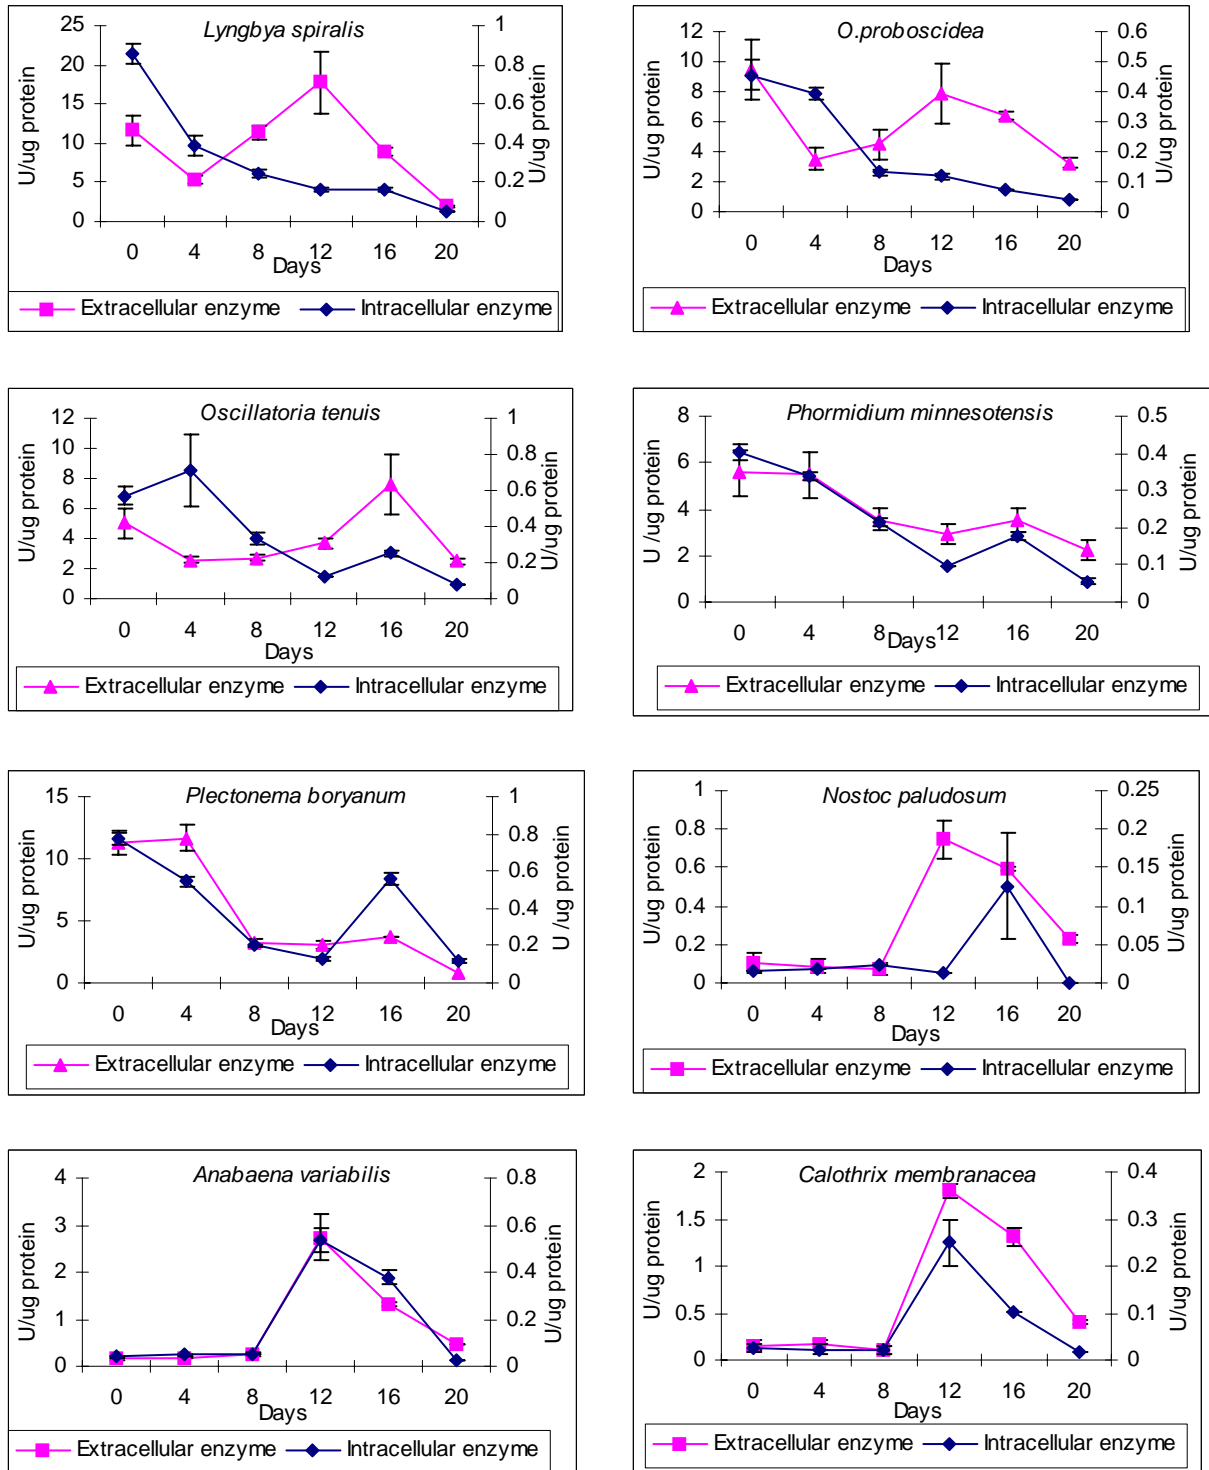 Lyngbya spiralis
25 20 15 10 5 0
1 0.8 0.6 0.4 0.2 0
U/ug protein
U/ug protein
0 4 8 12 16 20
Days
Extracellular enzyme Intracellular enzyme
O.proboscidea
12 10 8 6 4 2 0
0.6 0.5 0.4 0.3 0.2 0.1 0
U/ug protein
U/ug protein
0 4 8 12 16 20
Days
Extracellular enzyme Intracellular enzyme
Oscillatoria tenuis
12 10 8 6 4 2 0
1 0.8 0.6 0.4 0.2 0
U/ug protein
U/ug protein
0 4 8 12 16 20
Days
Extracellular enzyme Intracellular enzyme
Phormidium minnesotensis
8 6 4 2 0
0.5 0.4 0.3 0.2 0.1 0
U /ug protein
U/ug protein
0 4 8 12 16 20
Days
Extracellular enzyme Intracellular enzyme
Plectonema boryanum
15 10 5 0
1 0.8 0.6 0.4 0.2 0
U/ug protein
U /ug protein
0 4 8 12 16 20
Days
Extracellular enzyme Intracellular enzyme
Nostoc paludosum
1 0.8 0.6 0.4 0.2 0
0.25 0.2 0.15 0.1 0.05 0
U/ug protein
U/ug protein
0 4 8 12 16 20
Days
Extracellular enzyme Intracellular enzyme
Anabaena variabilis
4 3 2 1 0
0.8 0.6 0.4 0.2 0
U/ug protein
U/ug protein
0 4 8 12 16 20
Days
Extracellular enzyme Intracellular enzyme
Calothrix membranacea
2 1.5 1 0.5 0
0.4 0.3 0.2 0.1 0
U/ug protein
U/ug protein
0 4 8 12 16 20
Days
Extracellular enzyme Intracellular enzyme